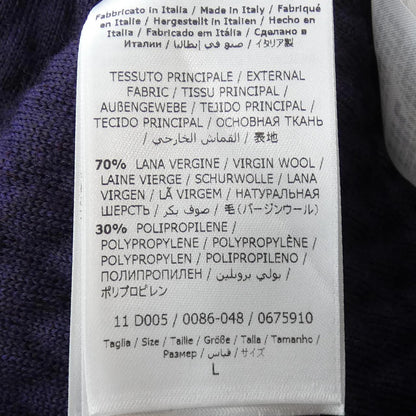 Fabbricato in Italia / Made in Italy / Fabriqué
en Italie / Hergestellt in Italien / Hecho en
Italia / Fabricado em Itália / Сделано в
Италии / صنع في إيطاليا / イタリア製
TESSUTO PRINCIPALE / EXTERNAL
FABRIC / TISSU PRINCIPAL /
AUßENGEWEBE / TEJIDO PRINCIPAL /
TECIDO PRINCIPAL / ОСНОВНАЯ ТКАНЬ
/ القماش الخارجي / 表地
70% LANA VERGINE / VIRGIN WOOL /
LAINE VIERGE / SCHURWOLLE / LANA
VIRGEN / LÃ VIRGEM / НАТУРАЛЬНАЯ
ШЕРСТЬ / صوف بكر / 毛（バージンウール）
30% POLIPROPILENE /
POLYPROPYLENE / POLYPROPYLÈNE /
POLYPROPYLEN / POLIPROPILENO /
ПОЛИПРОПИЛЕН / بولي بروبلين /
ポリプロピレン
11 D005 / 0086-048 / 0675910
Taglia / Size / Taille / Größe / Talla / Tamanho /
Размер / قياس / サイズ
L